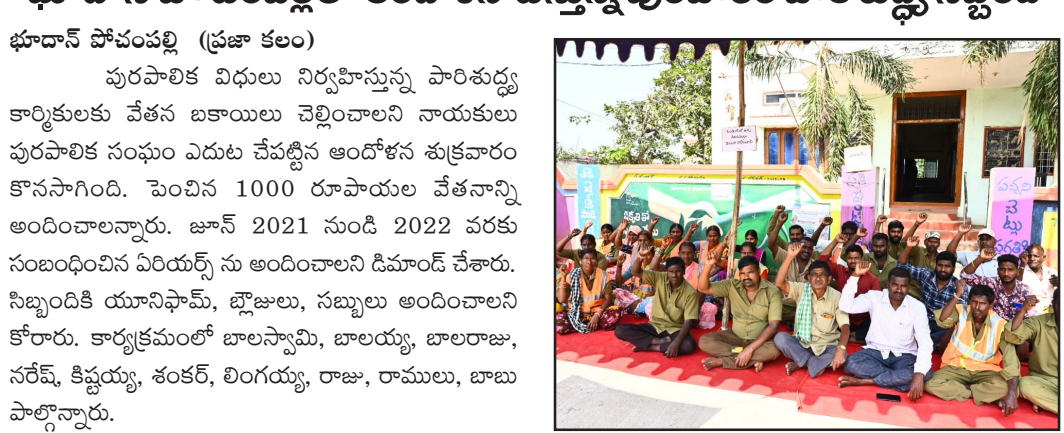 భూదాన్ పోచంపల్లి (ప్రజా కలం)
పురపాలిక విధులు నిర్వహిస్తున్న పారిశుద్ధ్య
కార్మికులకు వేతన బకాయిలు చెల్లించాలని నాయకులు
పురపాలిక సంఘం ఎదుట చేపట్టిన ఆందోళన శుక్రవారం
కొనసాగింది. పెంచిన 1000 రూపాయల వేతనాన్ని
అందించాలన్నారు. జూన్ 2021 నుండి 2022 వరకు
సంబంధించిన ఏరియర్స్ ను అందించాలని డిమాండ్ చేశారు.
సిబ్బందికి యూనిఫామ్, బ్లౌజులు, సబ్బులు అందించాలని
కోరారు. కార్యక్రమంలో బాలస్వామి, బాలయ్య, బాలరాజు,
నరేష్, కిష్టయ్య, శంకర్, లింగయ్య, రాజు, రాములు, బాబు
పాల్గొన్నారు.
పన్నుని